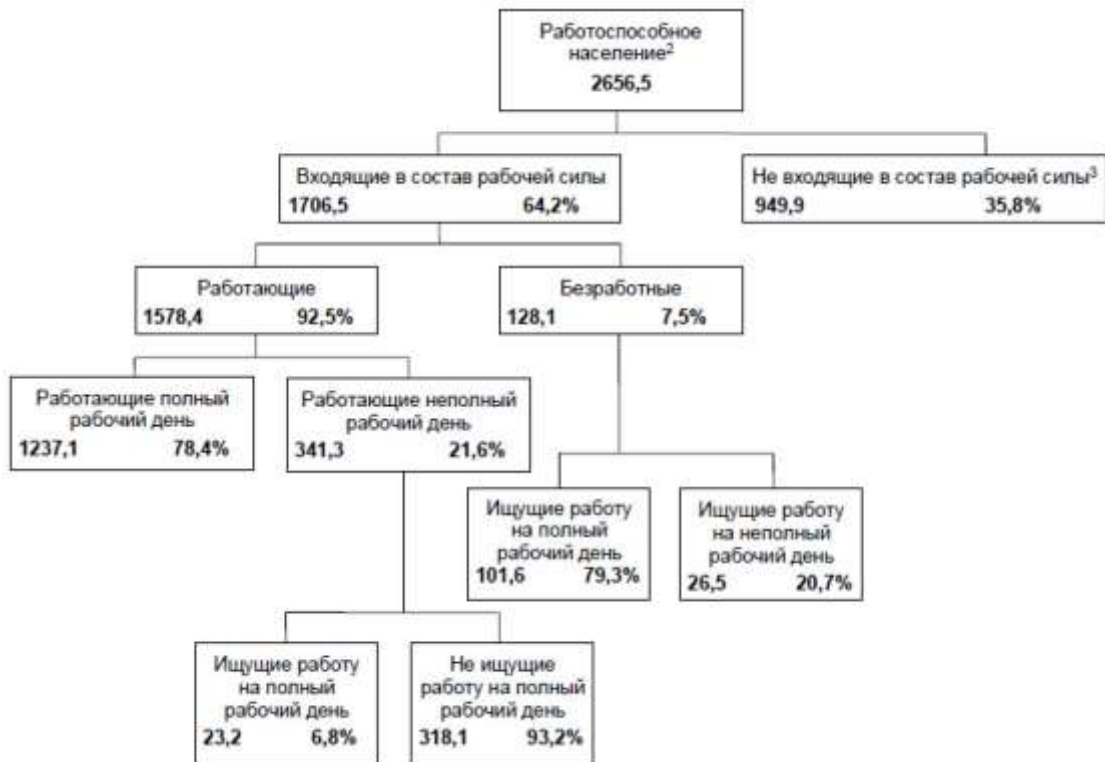 Работоспособное
население²
2656,5
Входящие в состав рабочей силы
1706,5 64,2%
Не входящие в состав рабочей силы³
949,9 35,8%
Работающие
1578,4 92,5%
Безработные
128,1 7,5%
Работающие полный
рабочий день
1237,1 78,4%
Работающие неполный
рабочий день
341,3 21,6%
Ищущие работу
на полный
рабочий день
101,6 79,3%
Ищущие работу
на неполный
рабочий день
26,5 20,7%
Ищущие работу
на полный
рабочий день
23,2 6,8%
Не ищущие
работу на полный
рабочий день
318,1 93,2%